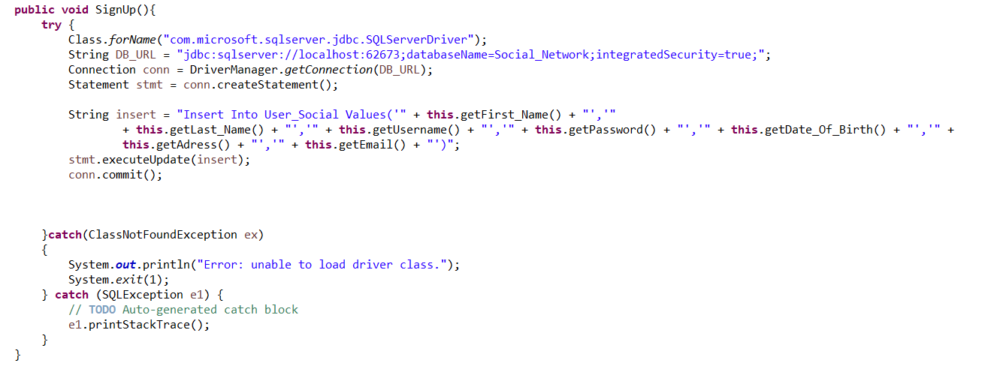 public void SignUp(){
try {
Class.forName("com.microsoft.sqlserver.jdbc.SQLServerDriver");
String DB_URL = "jdbc:sqlserver://localhost:62673;databaseName=Social_Network;integratedSecurity=true;";
Connection conn = DriverManager.getConnection(DB_URL);
Statement stmt = conn.createStatement();
String insert = "Insert Into User_Social Values('" + this.getFirst_Name() + "','"
+ this.getLast_Name() + "','" + this.getUsername() + "','" + this.getPassword() + "','" + this.getDate_Of_Birth() + "','" +
this.getAdress() + "','" + this.getEmail() + "')";
stmt.executeUpdate(insert);
conn.commit();
}catch(ClassNotFoundException ex)
{
System.out.println("Error: unable to load driver class.");
System.exit(1);
} catch (SQLException e1) {
// TODO Auto-generated catch block
e1.printStackTrace();
}
}